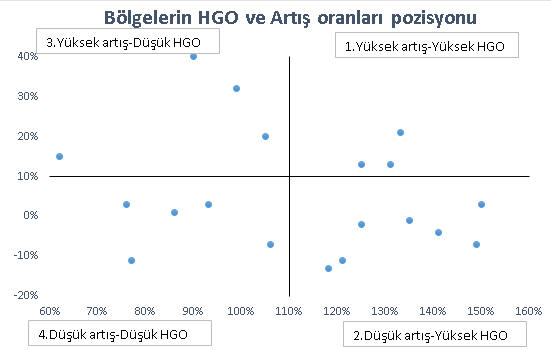 Bölgelerin HGO ve Artış oranları pozisyonu
3.Yüksek artış-Düşük HGO
1.Yüksek artış-Yüksek HGO
40%
30%
20%
10%
0%
-10%
-20%
60% 70% 80% 90% 100% 110% 120% 130% 140% 150% 160%
4.Düşük artış-Düşük HGO
2.Düşük artış-Yüksek HGO